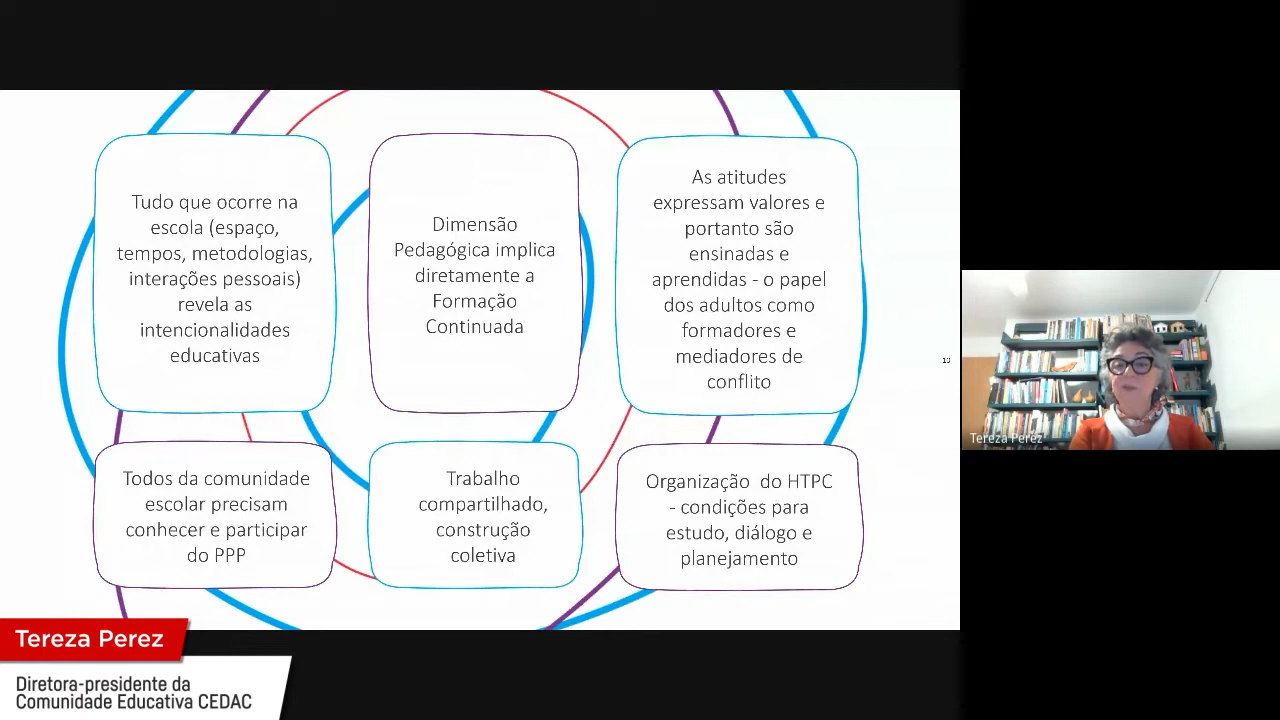 Tudo que ocorre na
escola (espaço,
tempos, metodologias,
interações pessoais)
revela as
intencionalidades
educativas
Dimensão
Pedagógica implica
diretamente a
Formação
Continuada
As atitudes
expressam valores e
portanto são
ensinadas e
aprendidas - o papel
dos adultos como
formadores e
mediadores de
conflito
Todos da comunidade
escolar precisam
conhecer e participar
do PPP
Trabalho
compartilhado,
construção
coletiva
Organização do HTPC
- condições para
estudo, diálogo e
planejamento
Tereza Perez
Tereza Perez
Diretora-presidente da
Comunidade Educativa CEDAC